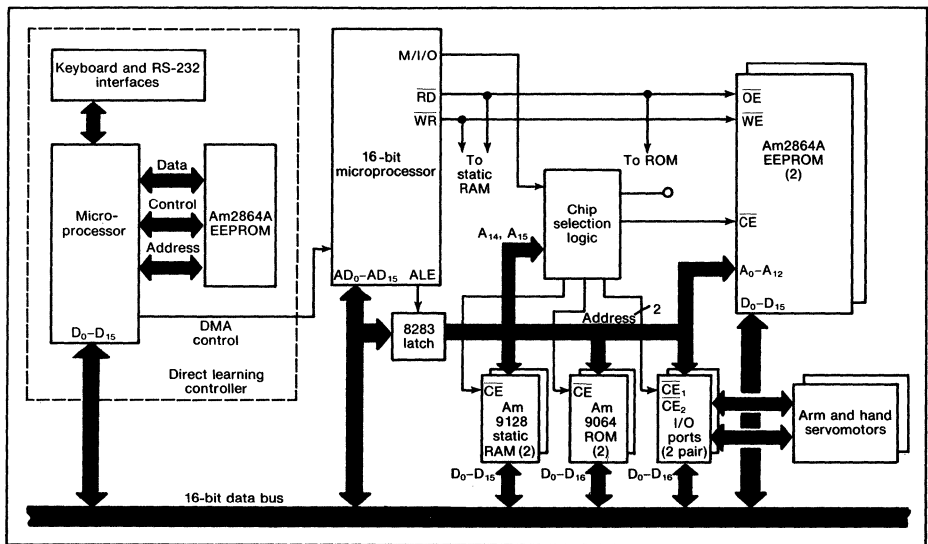 Keyboard and RS-232
interfaces
Micro-
processor
D0–D15
Data
Control
Address
Am2864A
EEPROM
DMA
control
Direct learning
controller
M/I/O
RD
WR
16-bit
microprocessor
AD0–AD15 ALE
8283
latch
To
static
RAM
To ROM
Chip
selection
logic
A14, A15
Address
2
OE
WE
Am2864A
EEPROM
(2)
CE
A0–A12
D0–D15
CE
Am
9128
static
RAM (2)
D0–D15
CE
Am
9064
ROM
(2)
D0–D16
CE1
CE2
I/O
ports
(2 pair)
D0–D16
Arm and hand
servomotors
16-bit data bus